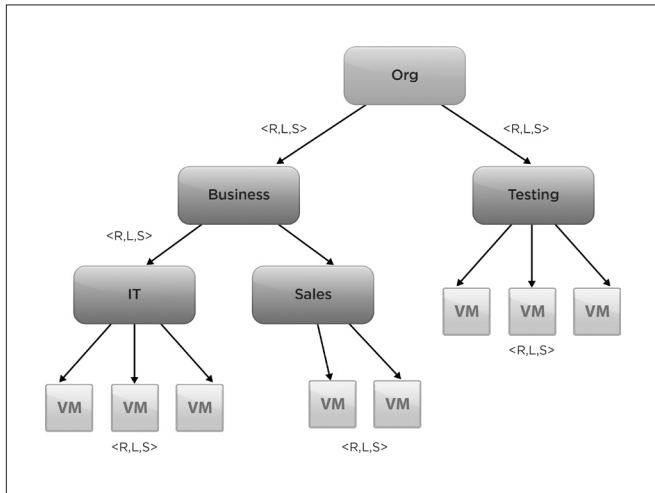 Org
<R,L,S> <R,L,S>
Business Testing
<R,L,S>
IT Sales
VM VM VM
<R,L,S>
VM VM VM VM VM
<R,L,S> <R,L,S>